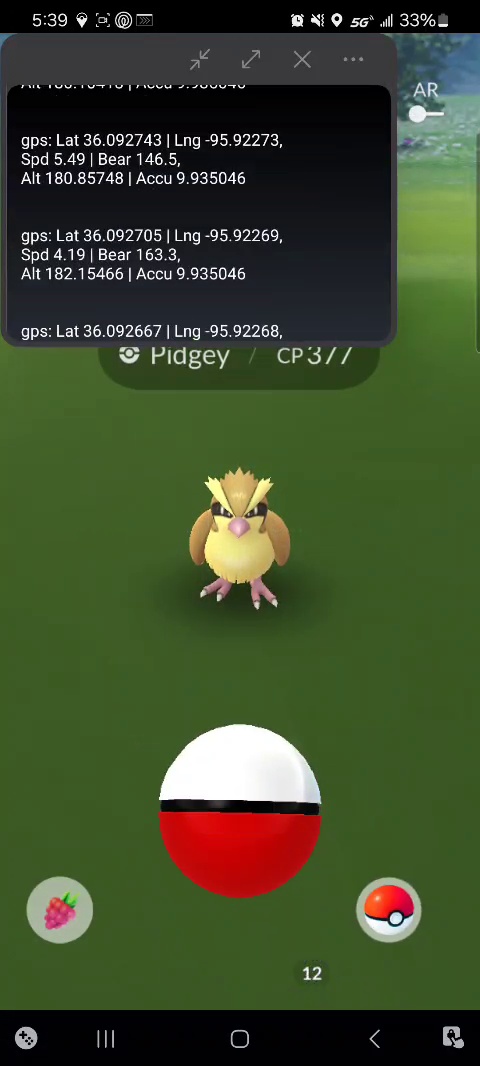 5:39
5G 33%
AR
gps: Lat 36.092743 | Lng -95.92273,
Spd 5.49 | Bear 146.5,
Alt 180.85748 | Accu 9.935046
gps: Lat 36.092705 | Lng -95.92269,
Spd 4.19 | Bear 163.3,
Alt 182.15466 | Accu 9.935046
gps: Lat 36.092667 | Lng -95.92268,
Pidgey / CP377
12